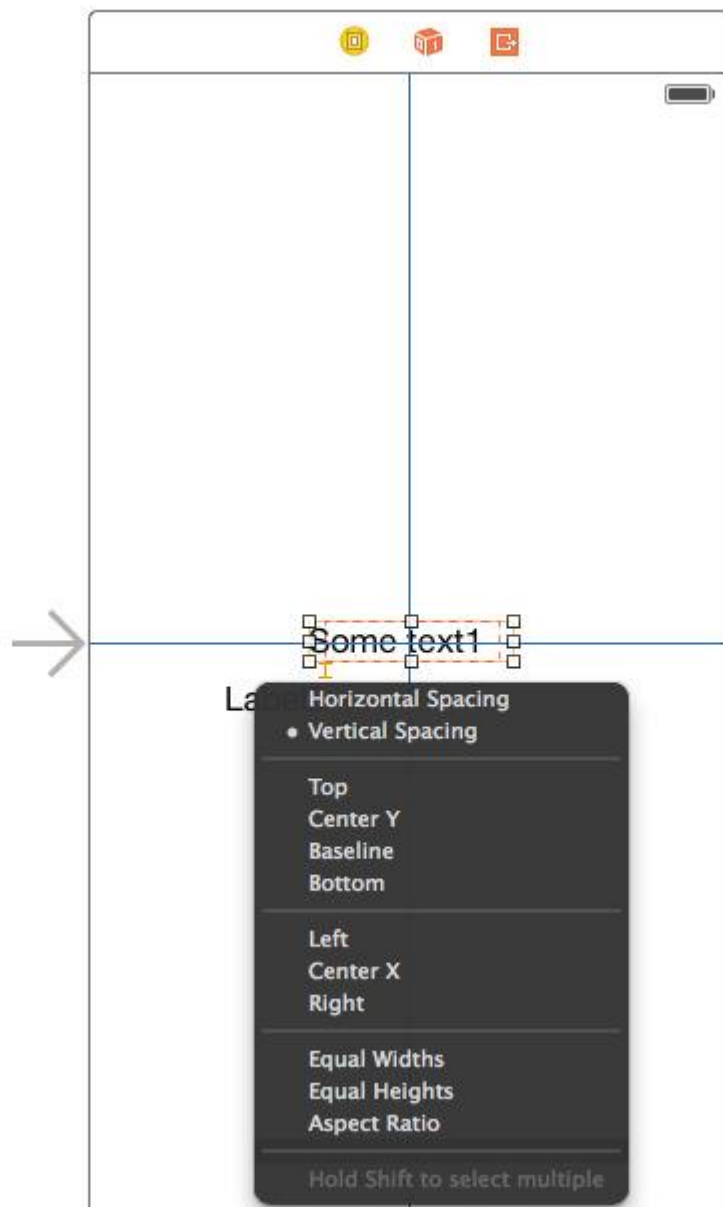 Some text1
Label
Horizontal Spacing
Vertical Spacing
Top
Center Y
Baseline
Bottom
Left
Center X
Right
Equal Widths
Equal Heights
Aspect Ratio
Hold Shift to select multiple